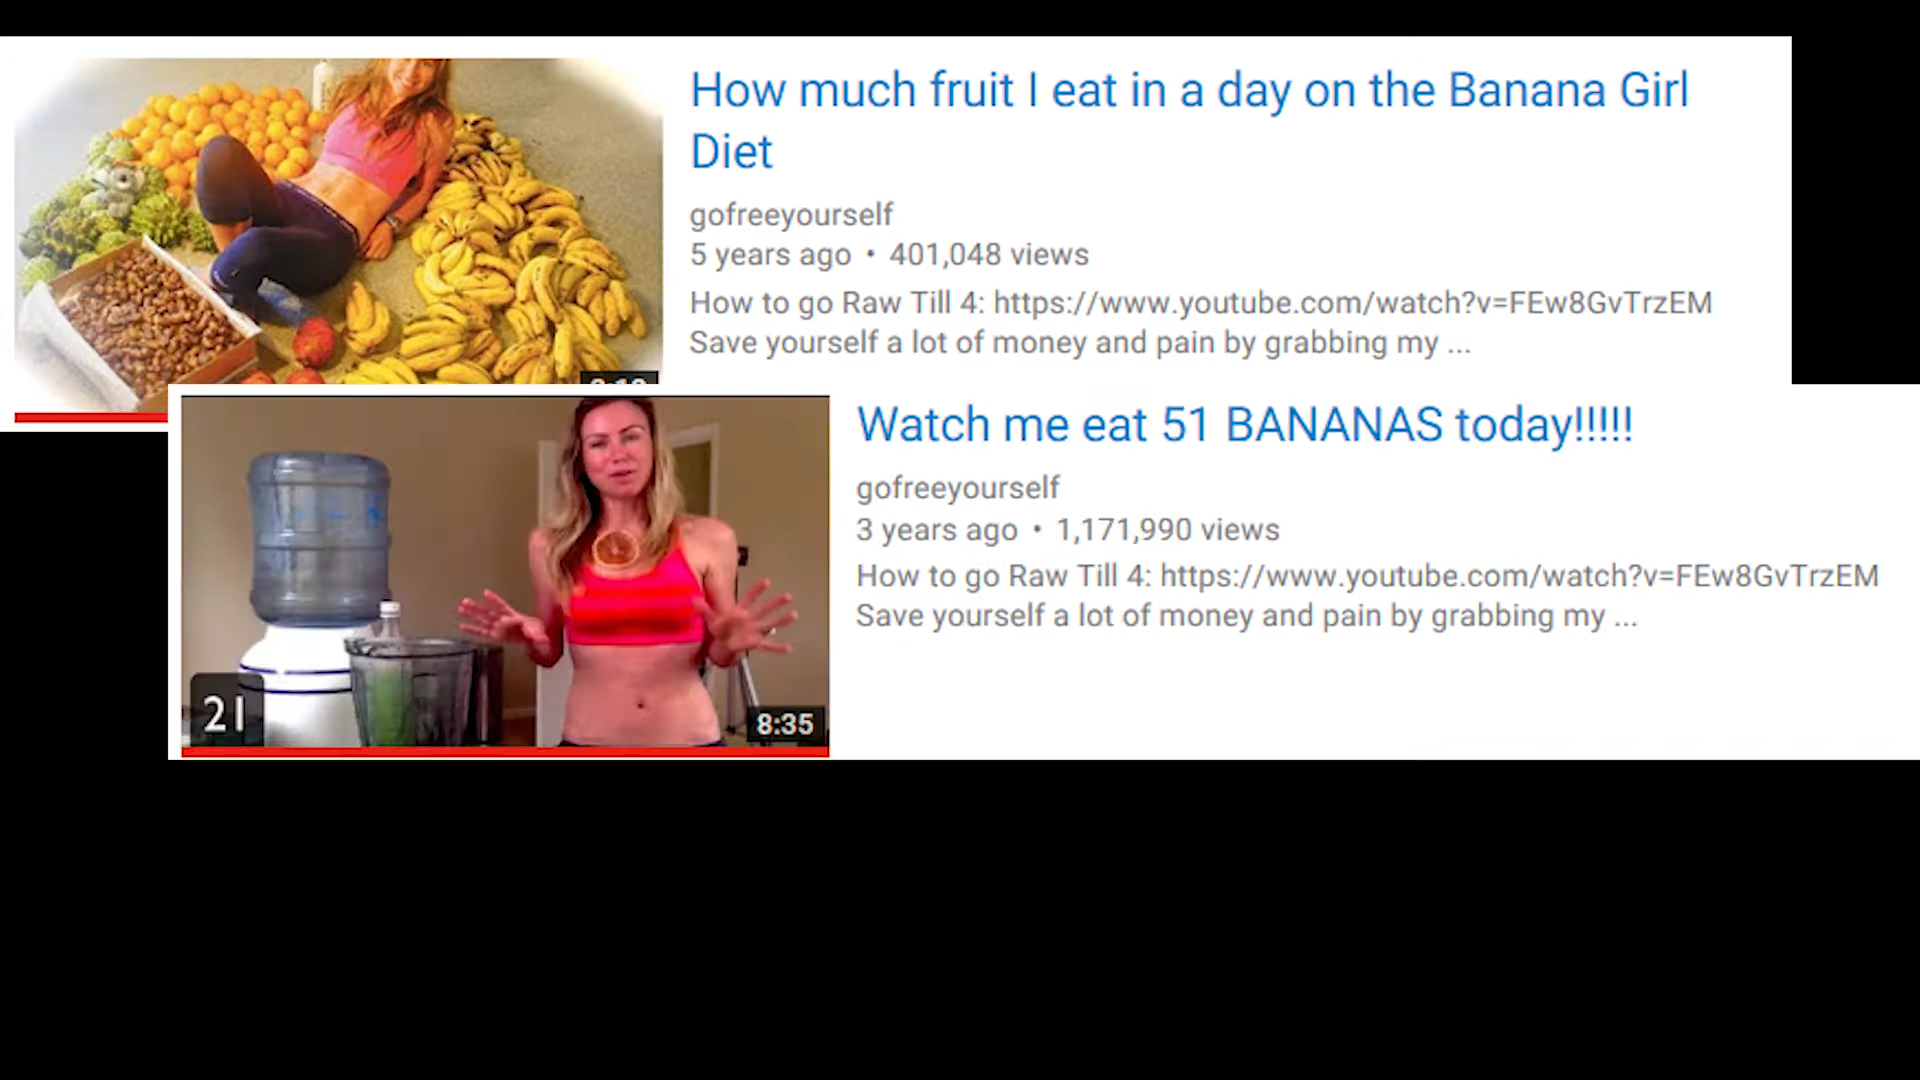 How much fruit I eat in a day on the Banana Girl
Diet
gofreeyourself
5 years ago • 401,048 views
How to go Raw Till 4: https://www.youtube.com/watch?v=FEw8GvTrzEM
Save yourself a lot of money and pain by grabbing my ...
Watch me eat 51 BANANAS today!!!!!
gofreeyourself
3 years ago • 1,171,990 views
How to go Raw Till 4: https://www.youtube.com/watch?v=FEw8GvTrzEM
Save yourself a lot of money and pain by grabbing my ...
21
8:35